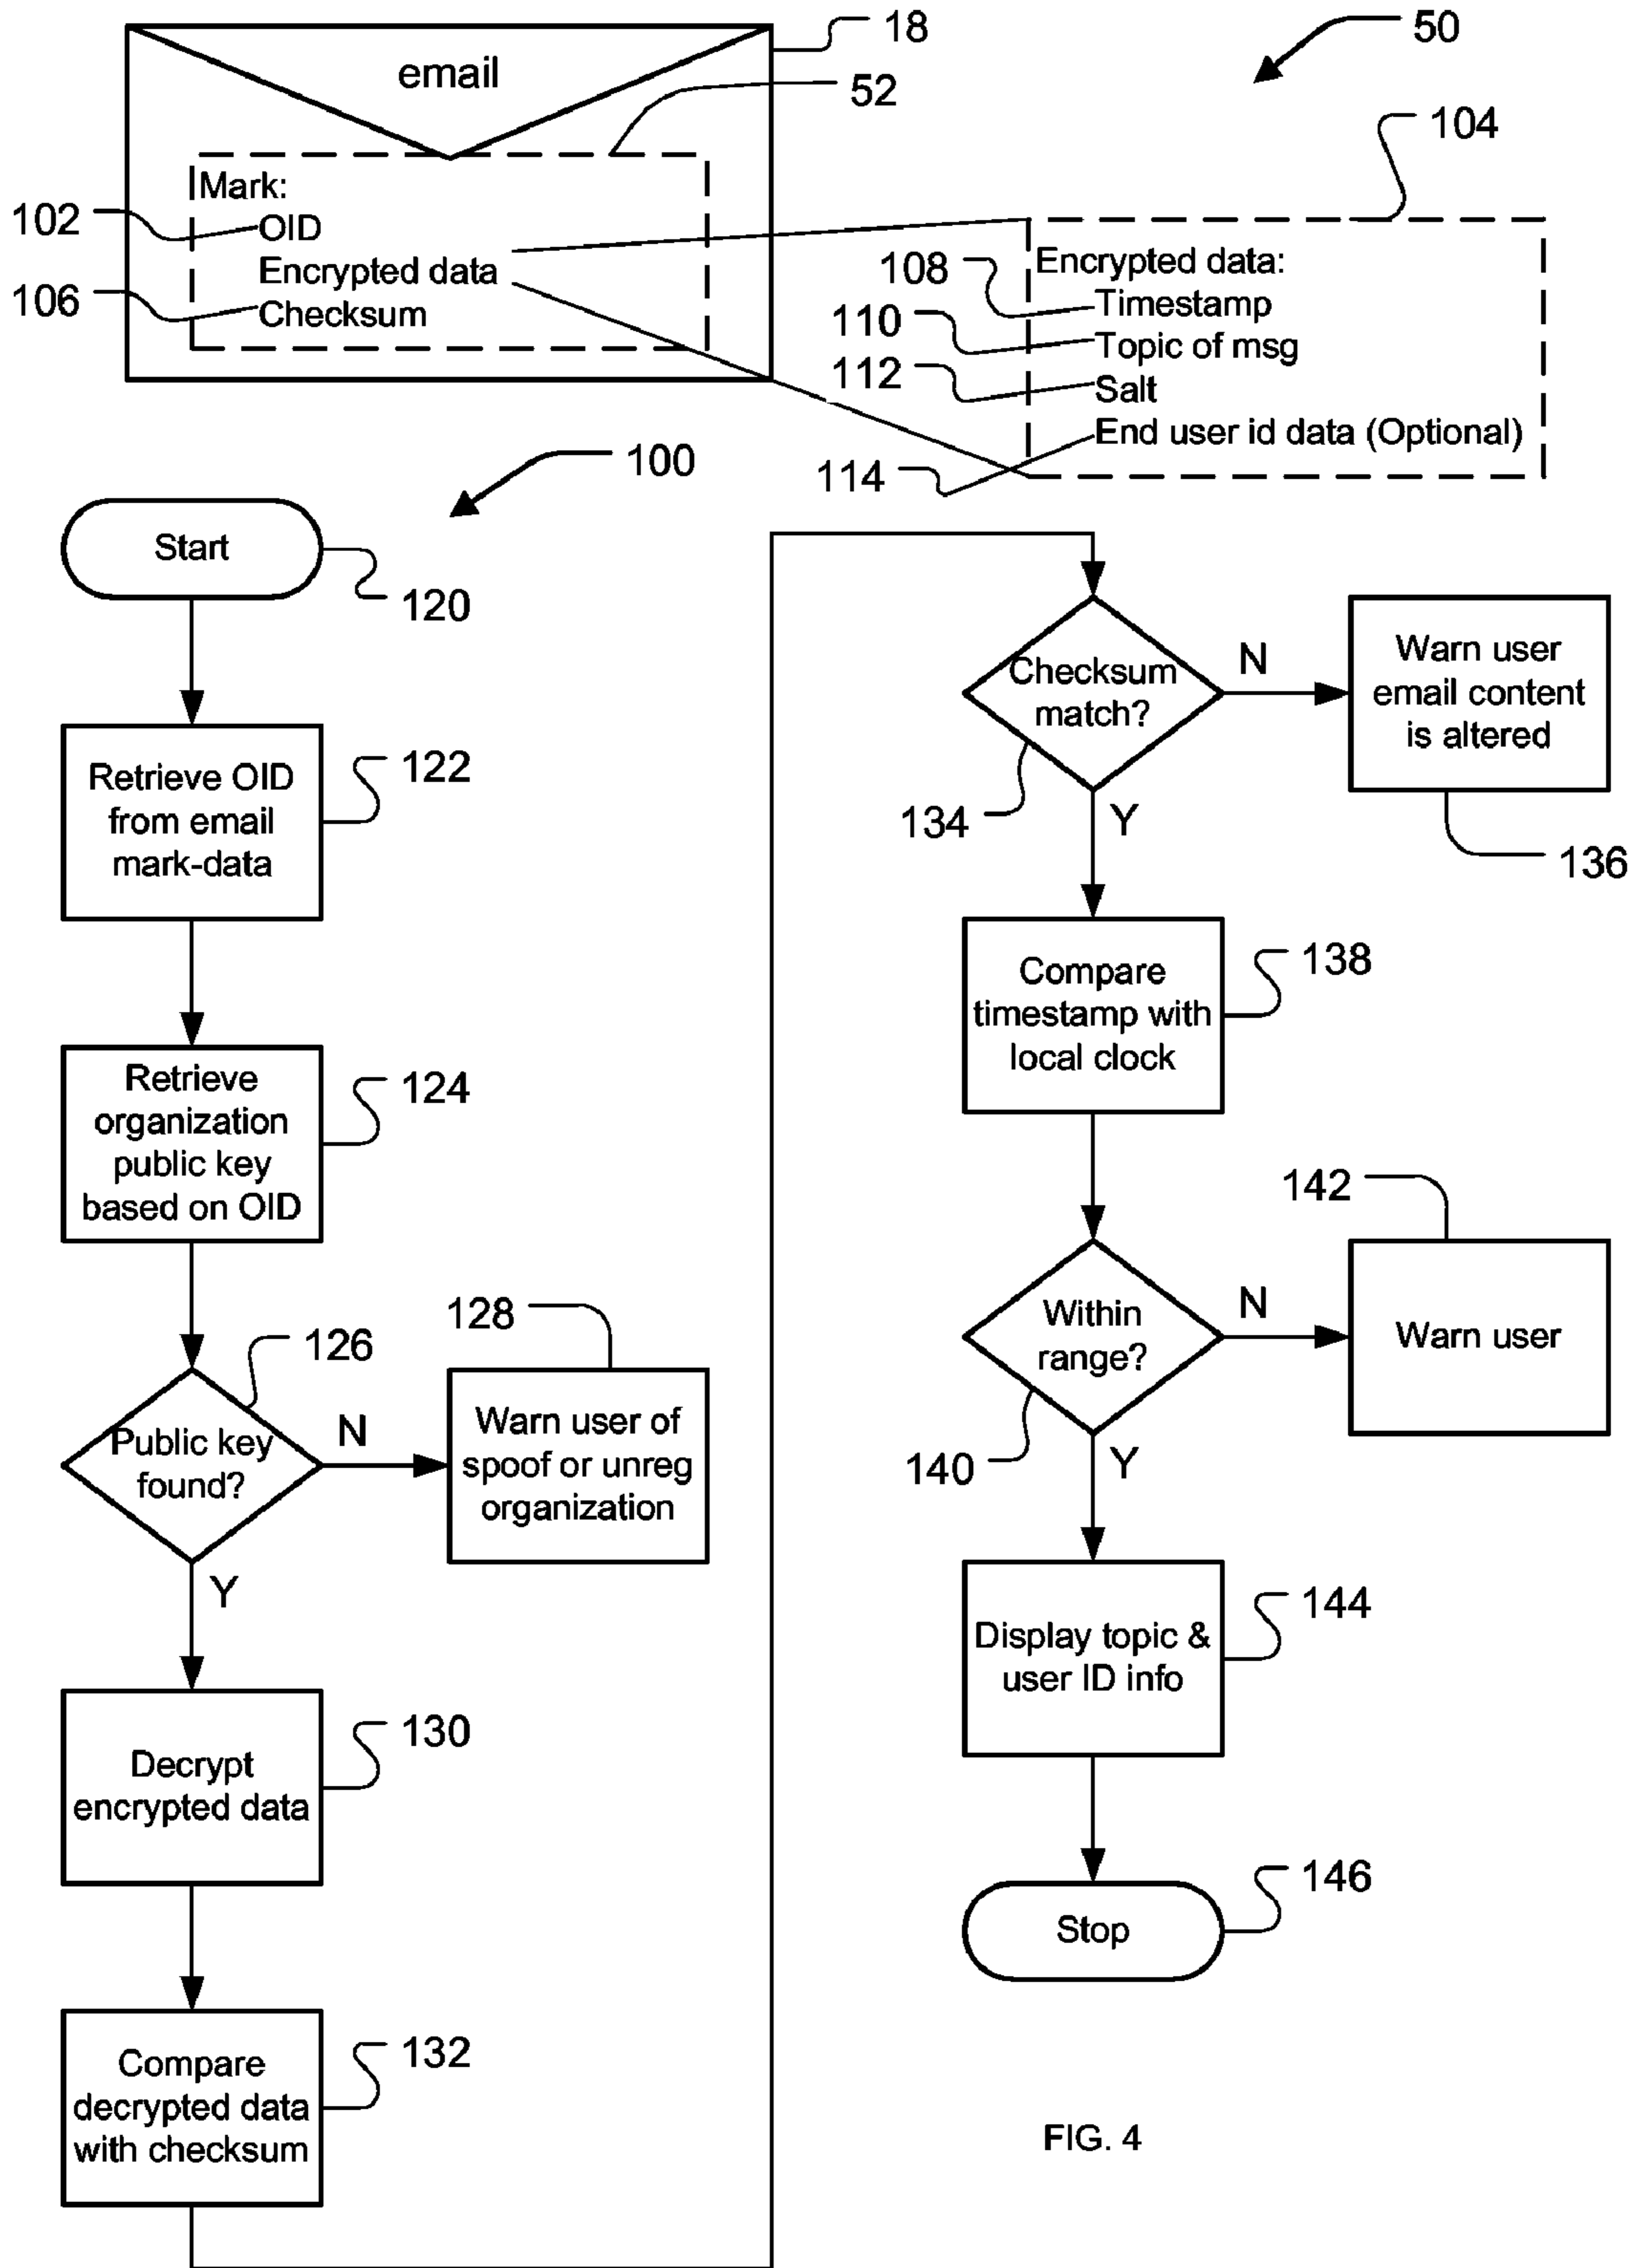 18
50
email
52
104
Mark:
102
OID
Encrypted data
106
Checksum
Encrypted data:
108
Timestamp
110
Topic of msg
112
Salt
End user id data (Optional)
114
100
Start
120
Retrieve OID
from email
mark-data
122
Retrieve
organization
public key
based on OID
124
126
128
Public key
found?
N
Warn user of
spoof or unreg
organization
Y
Decrypt
encrypted data
130
Compare
decrypted data
with checksum
132
Checksum
match?
N
Warn user
email content
is altered
134
Y
136
Compare
timestamp with
local clock
138
142
Within
range?
N
Warn user
140
Y
Display topic &
user ID info
144
Stop
146
FIG. 4